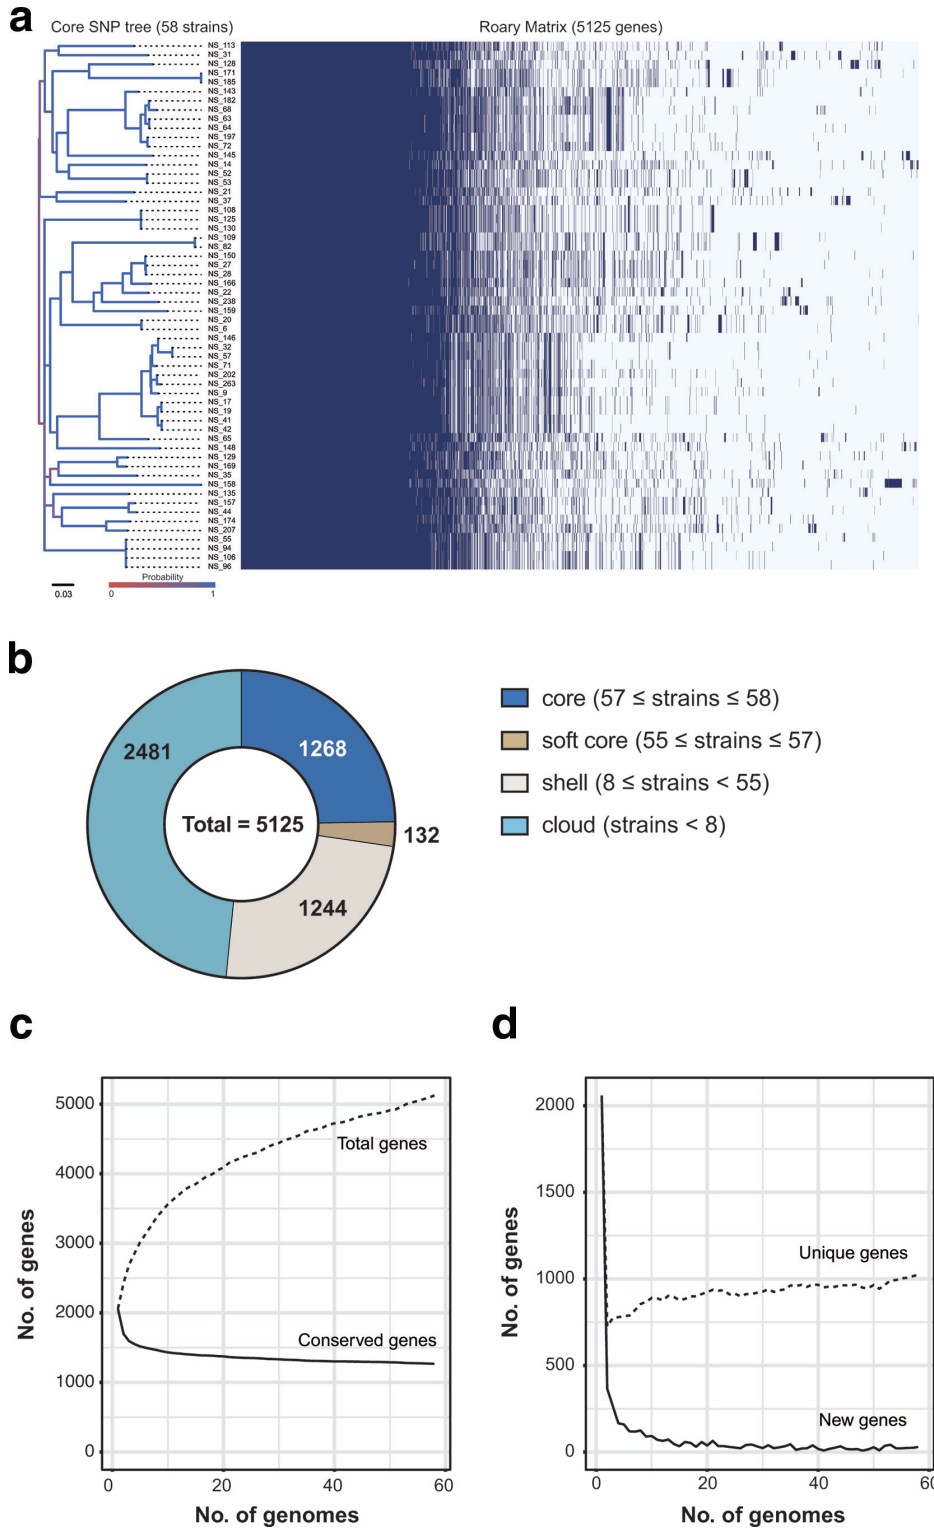 a
Core SNP tree (58 strains)
Roary Matrix (5125 genes)
NS_113
NS_31
NS_128
NS_171
NS_185
NS_143
NS_182
NS_68
NS_63
NS_64
NS_197
NS_72
NS_145
NS_14
NS_52
NS_53
NS_21
NS_37
NS_108
NS_125
NS_130
NS_109
NS_82
NS_150
NS_27
NS_28
NS_166
NS_22
NS_238
NS_159
NS_20
NS_6
NS_146
NS_32
NS_57
NS_71
NS_202
NS_263
NS_9
NS_17
NS_19
NS_41
NS_42
NS_65
NS_148
NS_129
NS_169
NS_35
NS_158
NS_135
NS_157
NS_44
NS_174
NS_207
NS_55
NS_94
NS_106
NS_96
0.03
Probability
0 1
b
2481
1268
Total = 5125
132
1244
core (57 ≤ strains ≤ 58)
soft core (55 ≤ strains ≤ 57)
shell (8 ≤ strains < 55)
cloud (strains < 8)
c
No. of genes
5000
4000
3000
2000
1000
0
Total genes
Conserved genes
0 20 40 60
No. of genomes
d
No. of genes
2000
1500
1000
500
0
Unique genes
New genes
0 20 40 60
No. of genomes